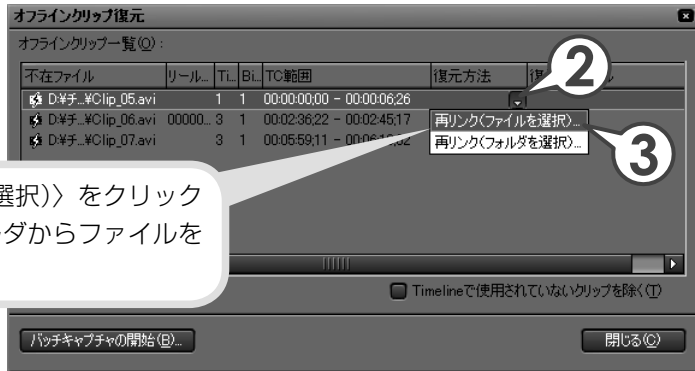 オフラインクリップ復元
オフラインクリップ一覧(O):
不在ファイル リール... Ti... Bi... TC範囲 復元方法
D:¥チ...¥Clip_05.avi 1 1 00:00:00;00 - 00:00:06;26
D:¥チ...¥Clip_06.avi 00000... 3 1 00:02:36;22 - 00:02:45;17
D:¥チ...¥Clip_07.avi 3 1 00:05:59;11
再リンク(ファイルを選択)...
再リンク(フォルダを選択)...
2
3
選択)〉をクリック
ダからファイルを
Timelineで使用されていないクリップを除く(T)
バッチキャプチャの開始(B)...
閉じる(C)